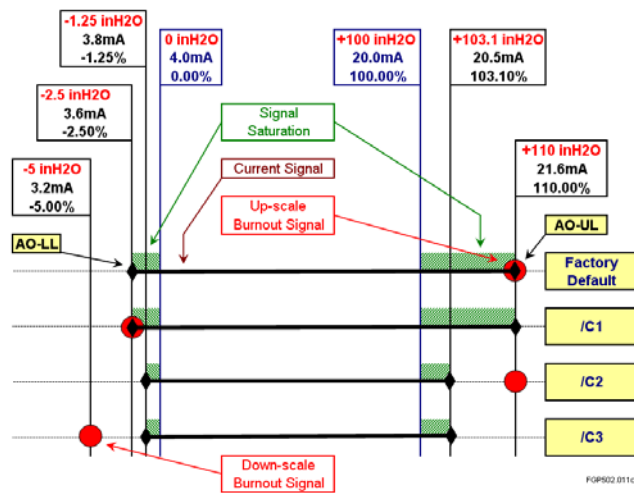 -1.25 inH2O
3.8mA
-1.25%
0 inH2O
4.0mA
0.00%
+100 inH2O
20.0mA
100.00%
+103.1 inH2O
20.5mA
103.10%
-2.5 inH2O
3.6mA
-2.50%
Signal
Saturation
-5 inH2O
3.2mA
-5.00%
Current Signal
+110 inH2O
21.6mA
110.00%
Up-scale
Burnout Signal
AO-LL
AO-UL
Factory
Default
/C1
/C2
/C3
Down-scale
Burnout Signal